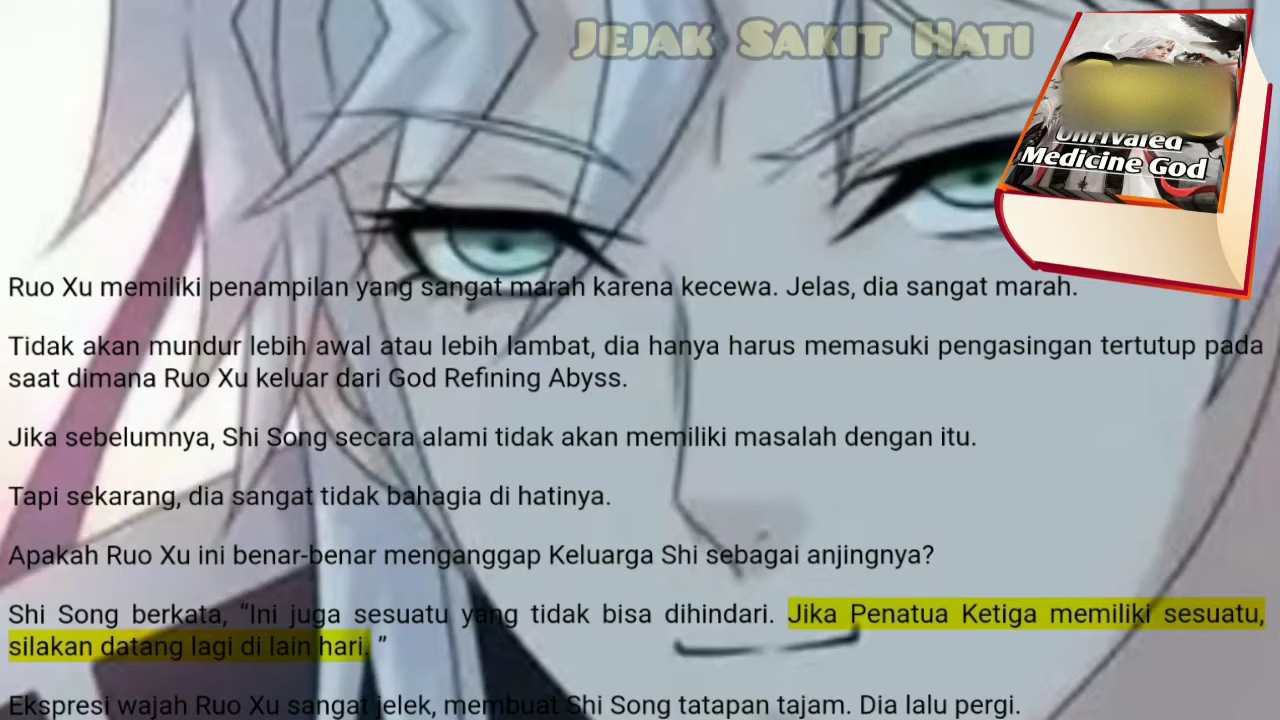 Jejak Sakit Hati
Unrivaled
Medicine God
Ruo Xu memiliki penampilan yang sangat marah karena kecewa. Jelas, dia sangat marah.
Tidak akan mundur lebih awal atau lebih lambat, dia hanya harus memasuki pengasingan tertutup pada
saat dimana Ruo Xu keluar dari God Refining Abyss.
Jika sebelumnya, Shi Song secara alami tidak akan memiliki masalah dengan itu.
Tapi sekarang, dia sangat tidak bahagia di hatinya.
Apakah Ruo Xu ini benar-benar menganggap Keluarga Shi sebagai anjingnya?
Shi Song berkata, “Ini juga sesuatu yang tidak bisa dihindari. Jika Penatua Ketiga memiliki sesuatu,
silakan datang lagi di lain hari. ”
Ekspresi wajah Ruo Xu sangat jelek, membuat Shi Song tatapan tajam. Dia lalu pergi.